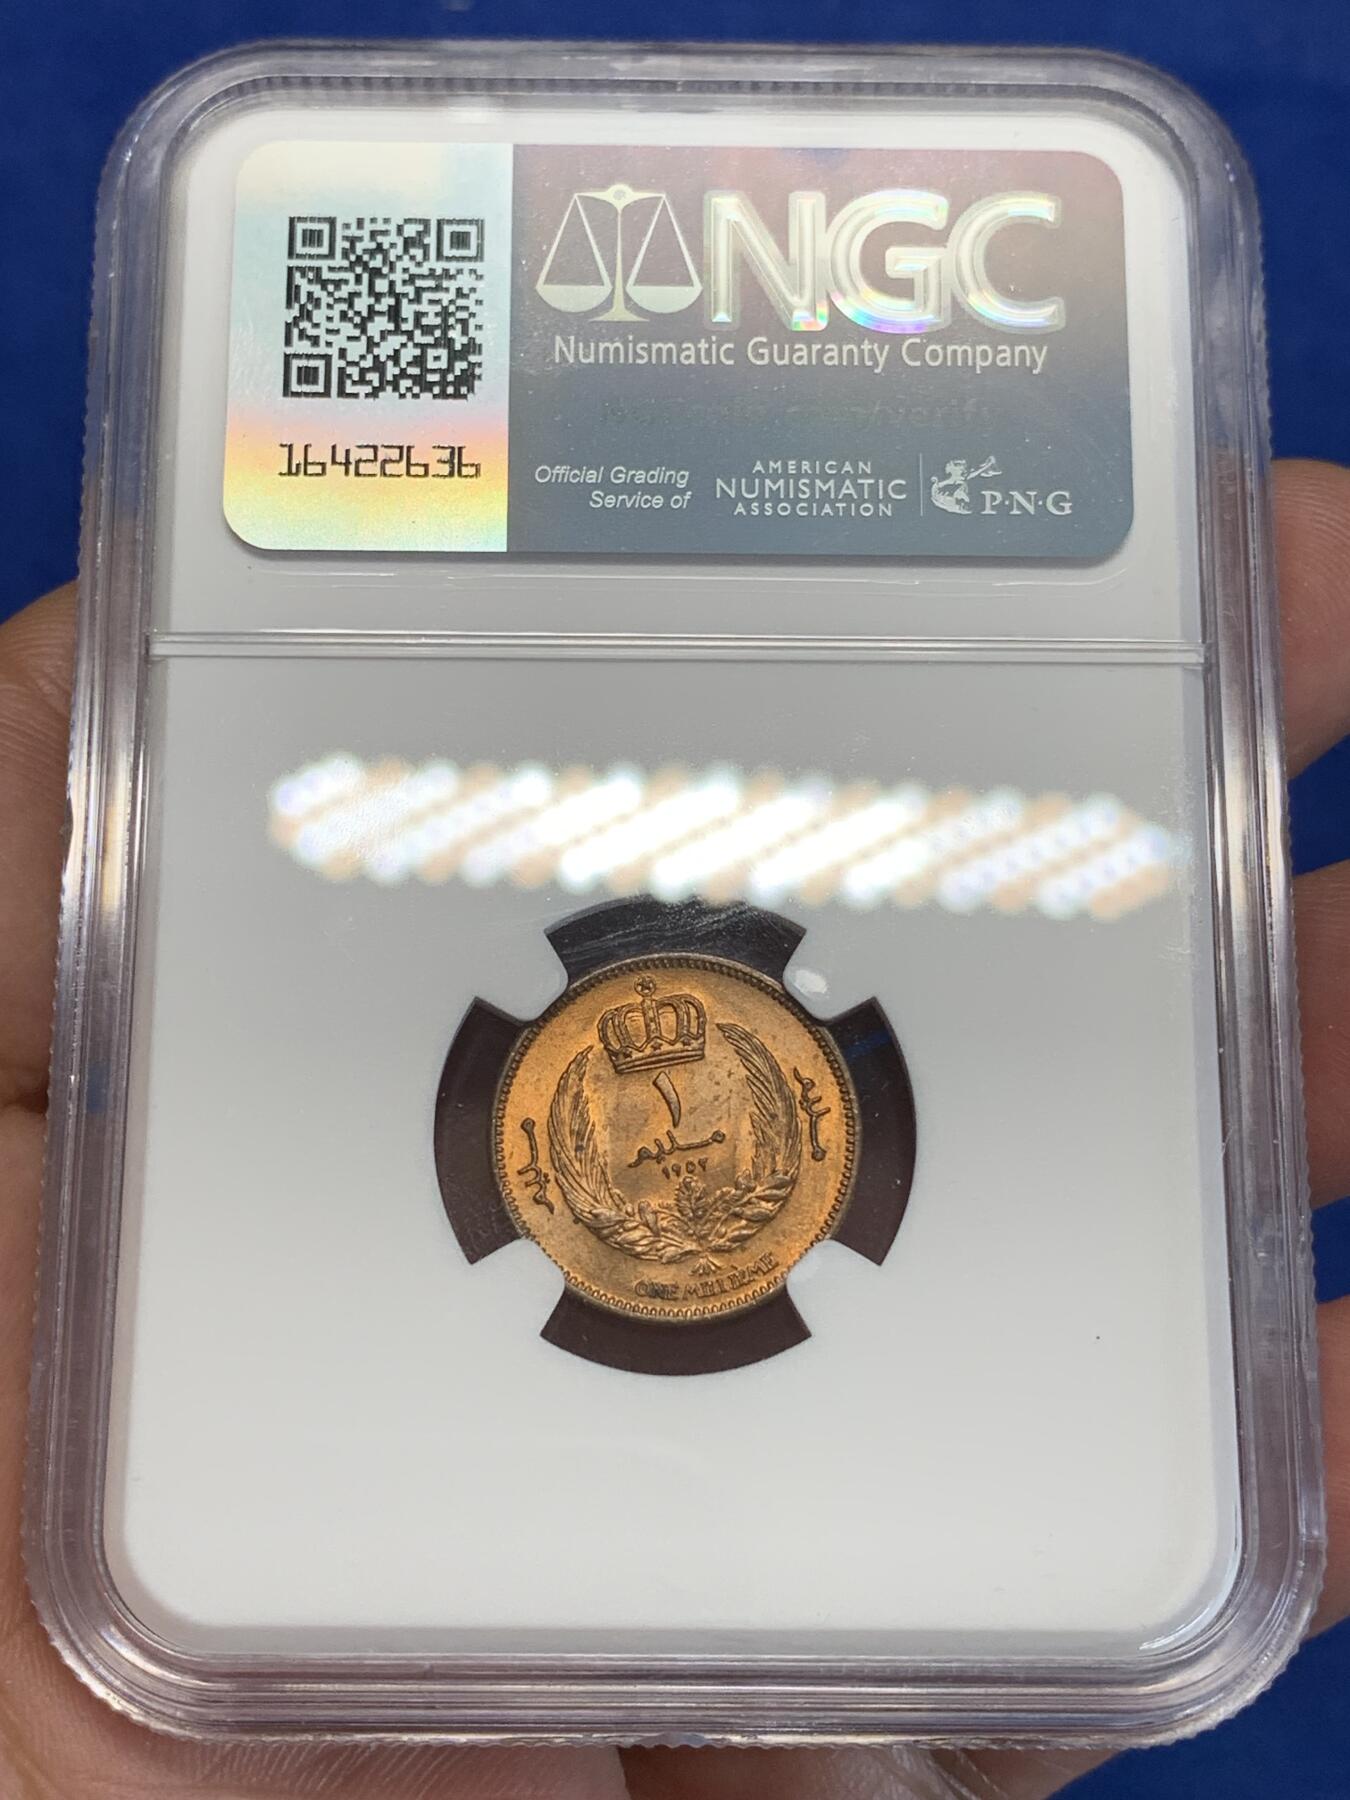 NGC
Numismatic Guaranty Company
16422636
Official Grading
Service of
AMERICAN
NUMISMATIC
ASSOCIATION
P·N·G
١
مليم
١٩٥٢
مليم
مليم
ONE MILLIEME